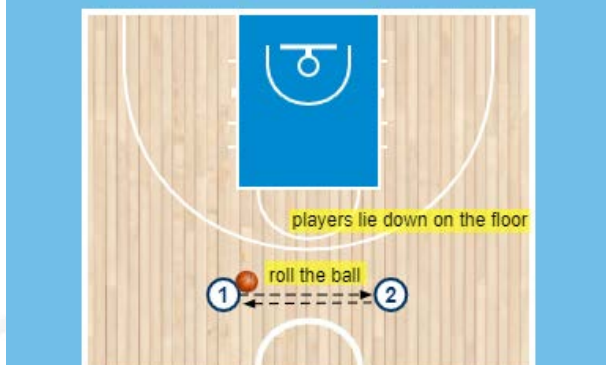 players lie down on the floor
roll the ball
1
2